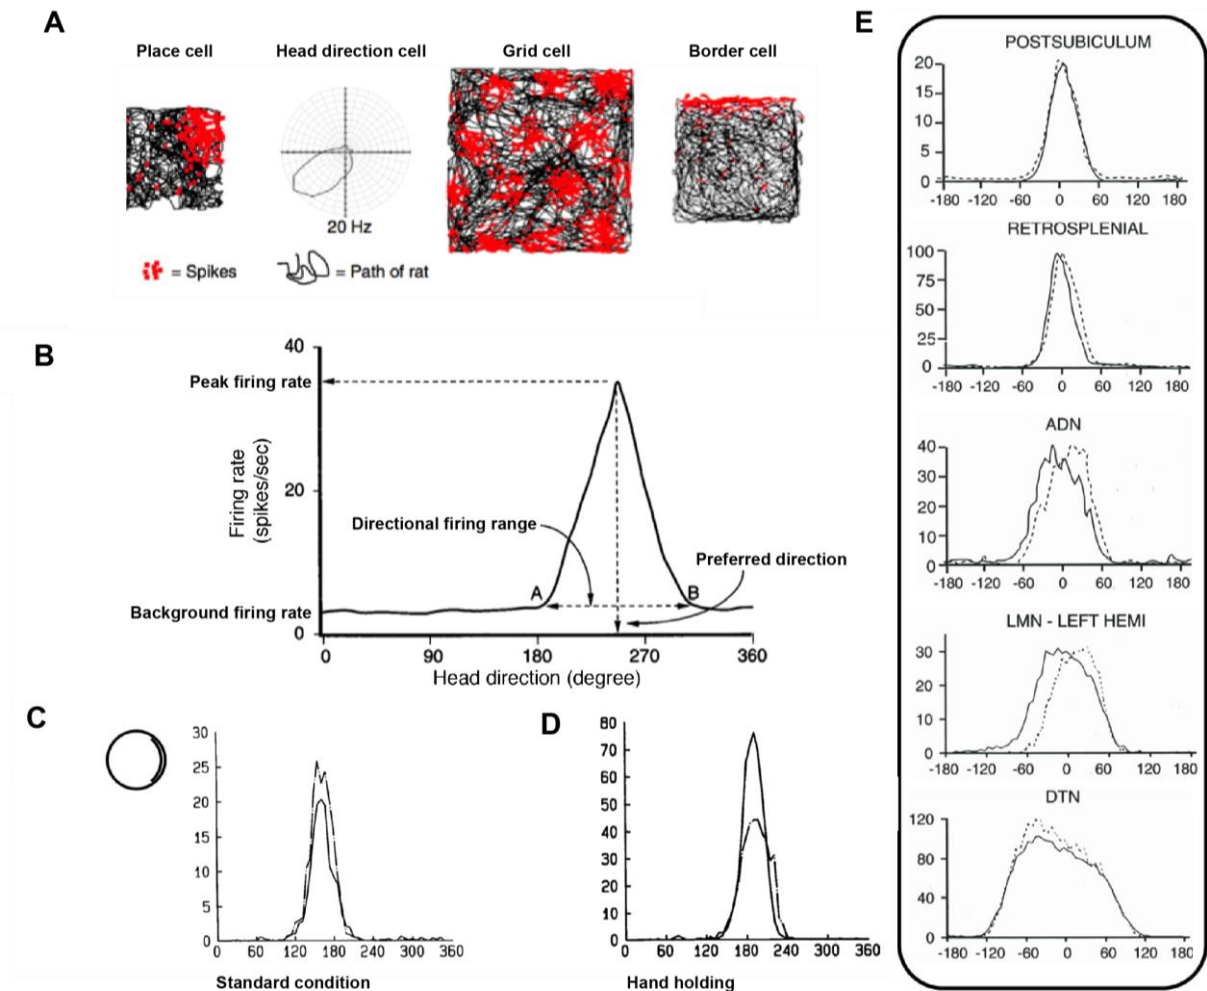 A
Place cell
Head direction cell
Grid cell
Border cell
20 Hz
= Spikes
= Path of rat
B
40
Peak firing rate
Firing rate
(spikes/sec)
20
Directional firing range
Preferred direction
A
B
Background firing rate
0
0 90 180 270 360
Head direction (degree)
C
30
25
20
15
10
5
0
0 60 120 180 240 300 360
Standard condition
D
80
70
60
50
40
30
20
10
0
0 60 120 180 240 300 360
Hand holding
E
POSTSUBICULUM
20
15
10
5
0
-180 -120 -60 0 60 120 180
RETROSPLENIAL
100
75
50
25
0
-180 -120 -60 0 60 120 180
ADN
40
30
20
10
0
-180 -120 -60 0 60 120 180
LMN - LEFT HEMI
30
20
10
0
-180 -120 -60 0 60 120 180
DTN
120
80
40
0
-180 -120 -60 0 60 120 180